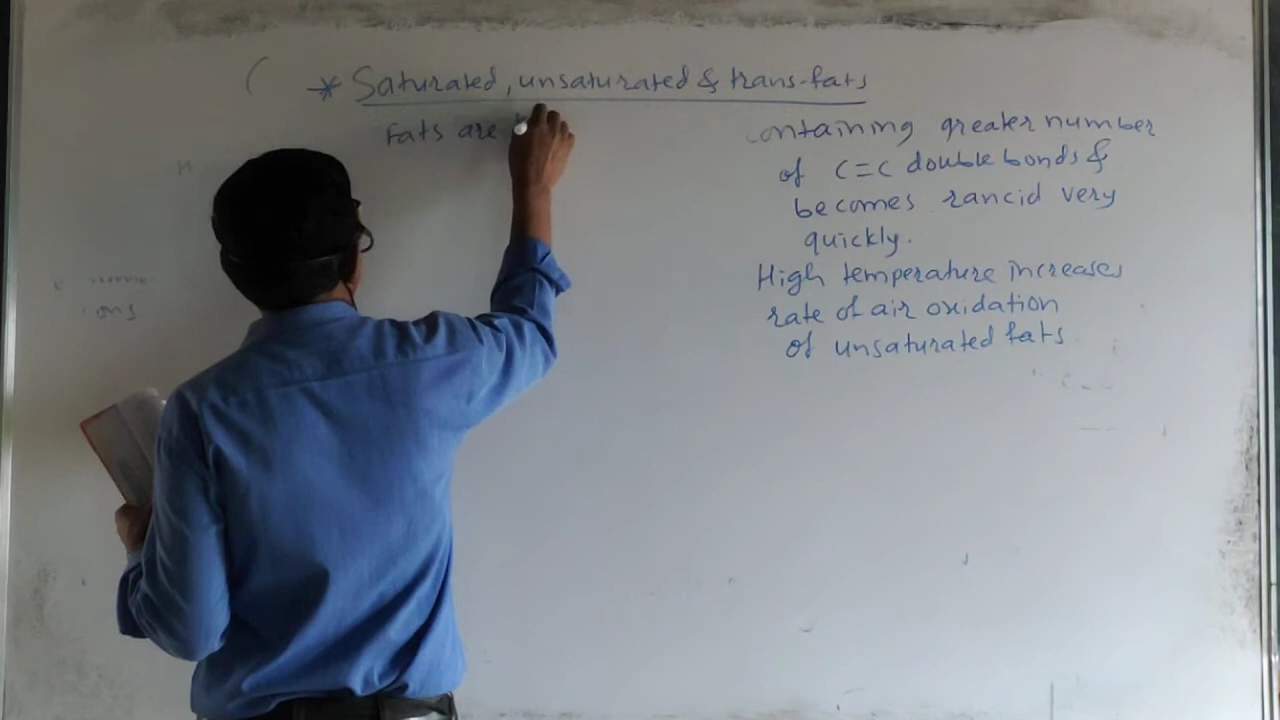 * Saturated, unsaturated & trans-fats
Fats are
containing greater number
of C=C double bonds &
becomes rancid very
quickly.
High temperature increases
rate of air oxidation
of unsaturated fats
ons